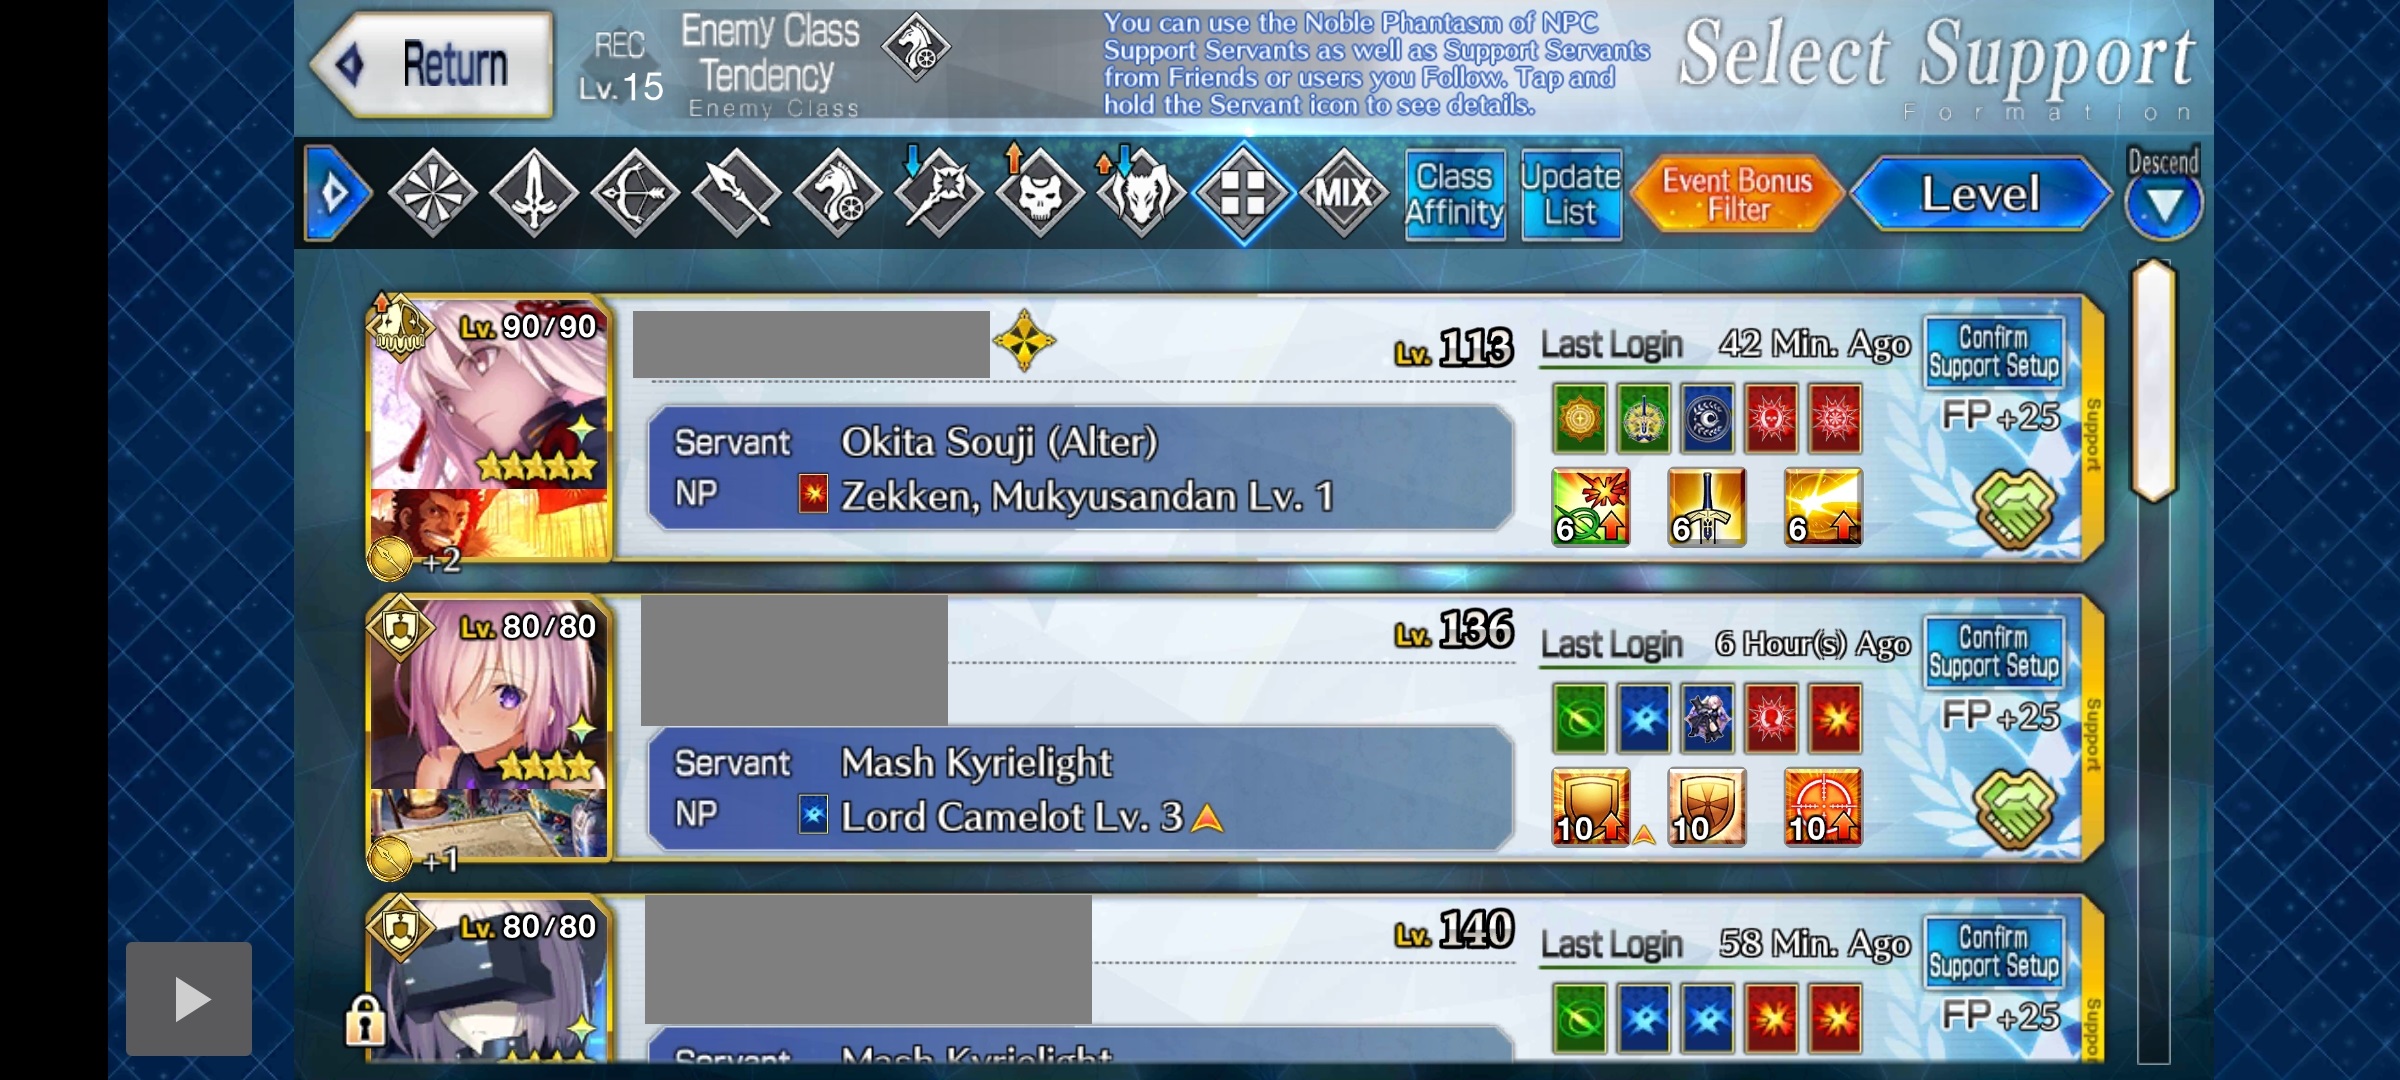 Return
REC
Lv.15
Enemy Class
Tendency
Enemy Class
You can use the Noble Phantasm of NPC
Support Servants as well as Support Servants
from Friends or users you Follow. Tap and
hold the Servant icon to see details.
Select Support
Formation
MIX
Class
Affinity
Update
List
Event Bonus
Filter
Level
Descend
Lv. 90/90
+2
Lv. 113
Servant Okita Souji (Alter)
NP Zekken, Mukyusandan Lv. 1
Last Login 42 Min. Ago
6 6 6
Confirm
Support Setup
FP +25
Support
Lv. 80/80
+1
Lv. 136
Servant Mash Kyrielight
NP Lord Camelot Lv. 3
Last Login 6 Hour(s) Ago
10 10 10
Confirm
Support Setup
FP +25
Support
Lv. 80/80
Lv. 140
Servant Mash Kyrielight
Last Login 58 Min. Ago
Confirm
Support Setup
FP +25
Support